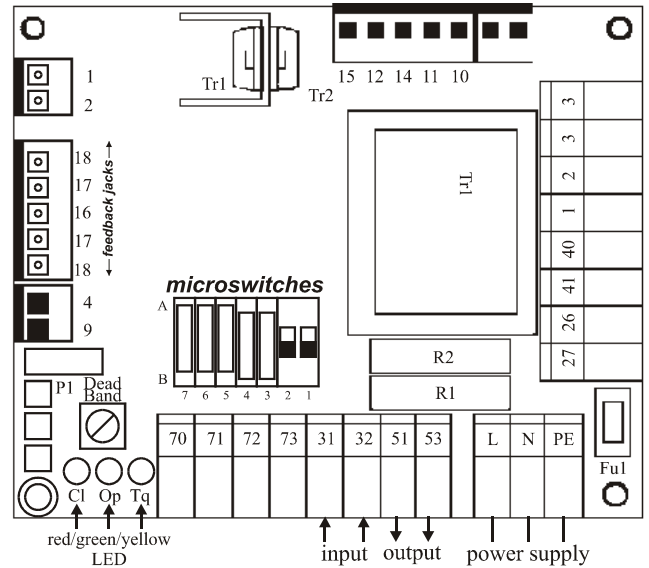 1
2
18
17
16
17
18
feedback jacks
4
9
P1
Dead
Band
Cl Op Tq
red/green/yellow
LED
Tr1
Tr2
15 12 14 11 10
Tr1
3
3
2
1
40
41
26
27
microswitches
A
B
7 6 5 4 3 2 1
R2
R1
70 71 72 73 31 32 51 53
L N PE
Fu1
input output power supply